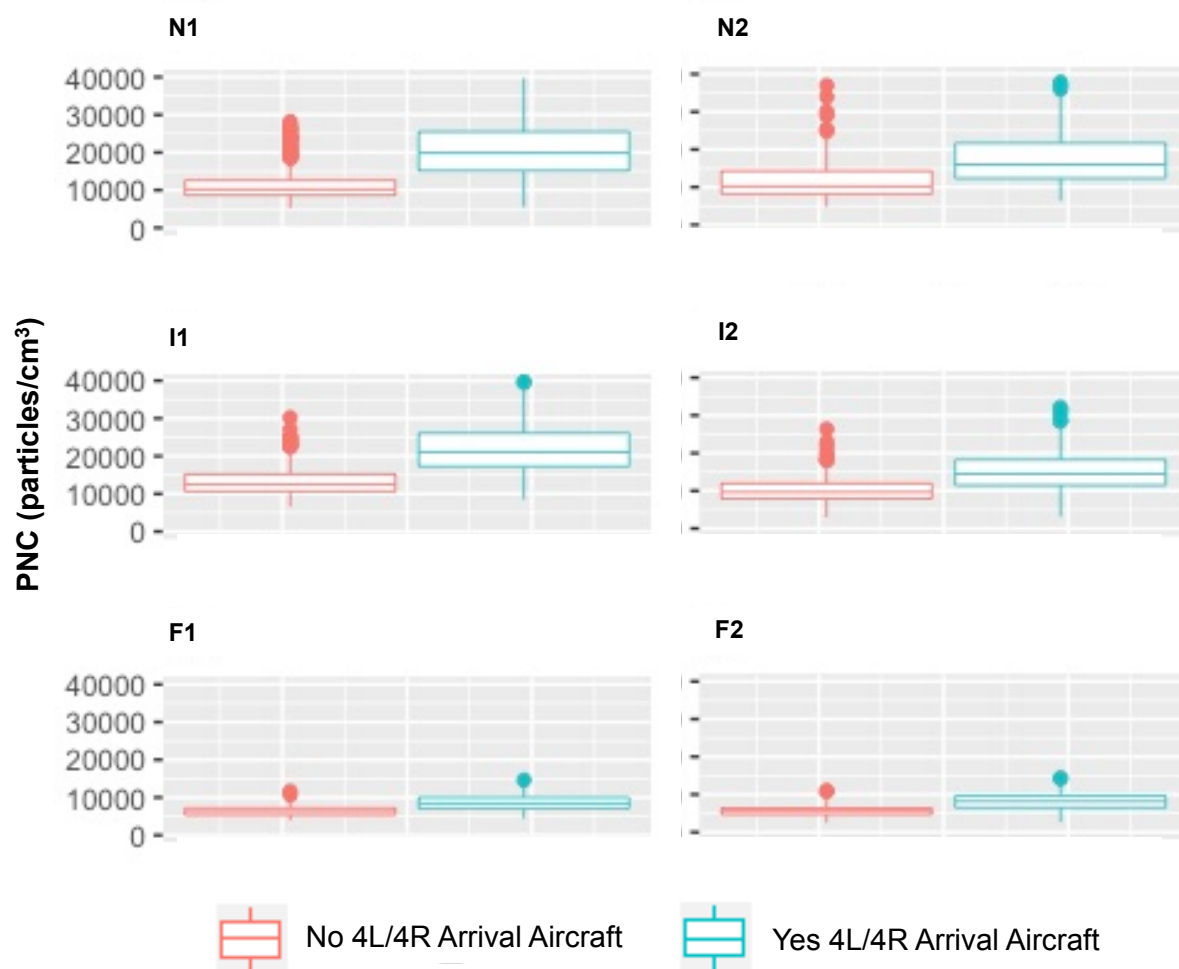 N1
N2
40000
30000
20000
10000
0
PNC (particles/cm³)
I1
I2
40000
30000
20000
10000
0
F1
F2
40000
30000
20000
10000
0
No 4L/4R Arrival Aircraft
Yes 4L/4R Arrival Aircraft